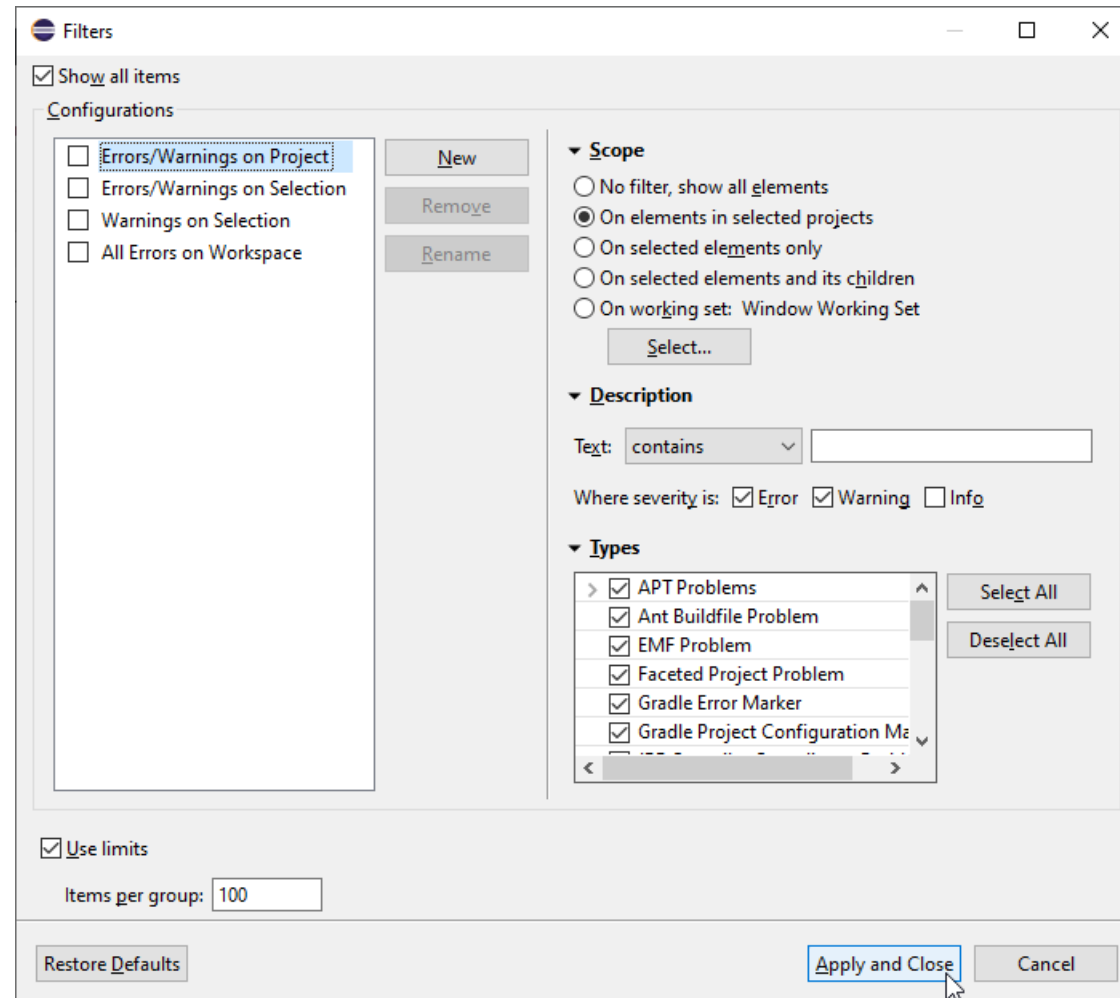 Filters
Show all items
Configurations
Errors/Warnings on Project
Errors/Warnings on Selection
Warnings on Selection
All Errors on Workspace
New
Remove
Rename
Scope
No filter, show all elements
On elements in selected projects
On selected elements only
On selected elements and its children
On working set: Window Working Set
Select...
Description
Text: contains
Where severity is: Error Warning Info
Types
APT Problems
Ant Buildfile Problem
EMF Problem
Faceted Project Problem
Gradle Error Marker
Gradle Project Configuration Ma
Select All
Deselect All
Use limits
Items per group: 100
Restore Defaults
Apply and Close
Cancel